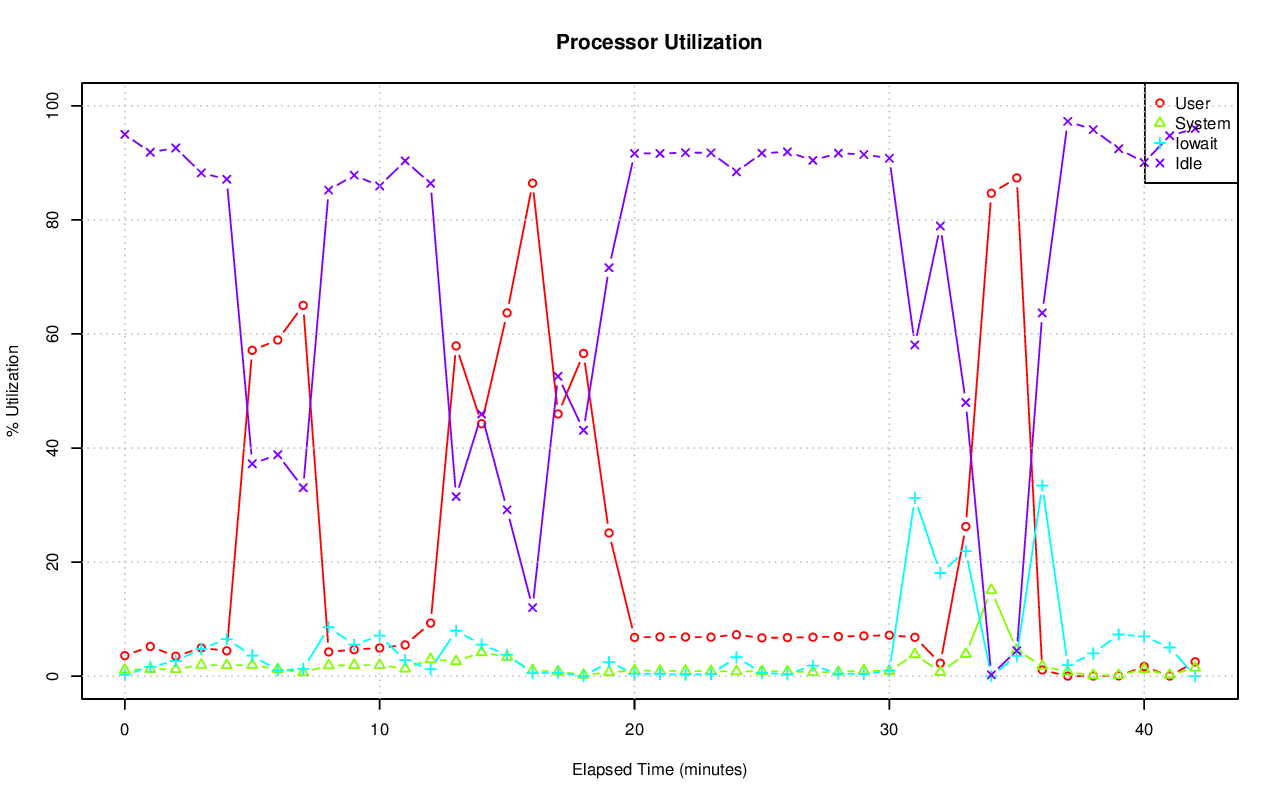 Processor Utilization
% Utilization
100
80
60
40
20
0
User
System
Iowait
Idle
0 10 20 30 40
Elapsed Time (minutes)